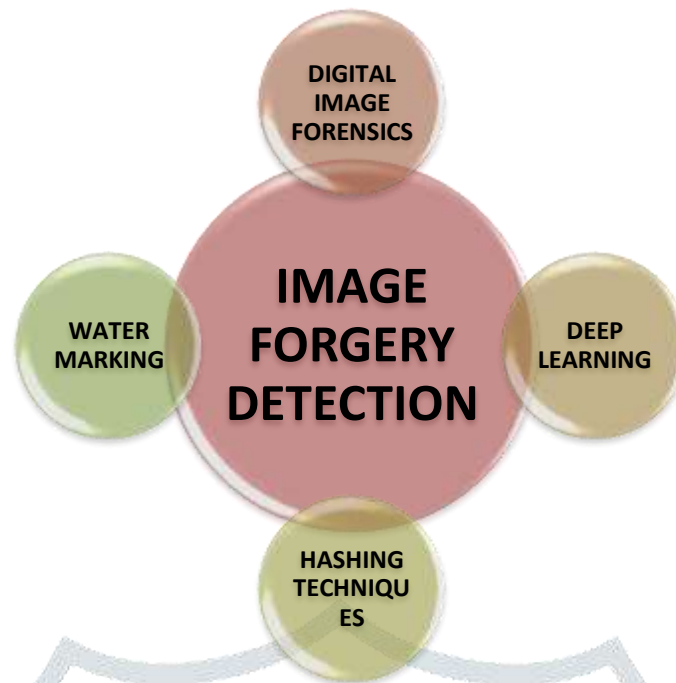 DIGITAL
IMAGE
FORENSICS
IMAGE
FORGERY
DETECTION
WATER
MARKING
DEEP
LEARNING
HASHING
TECHNIQU
ES